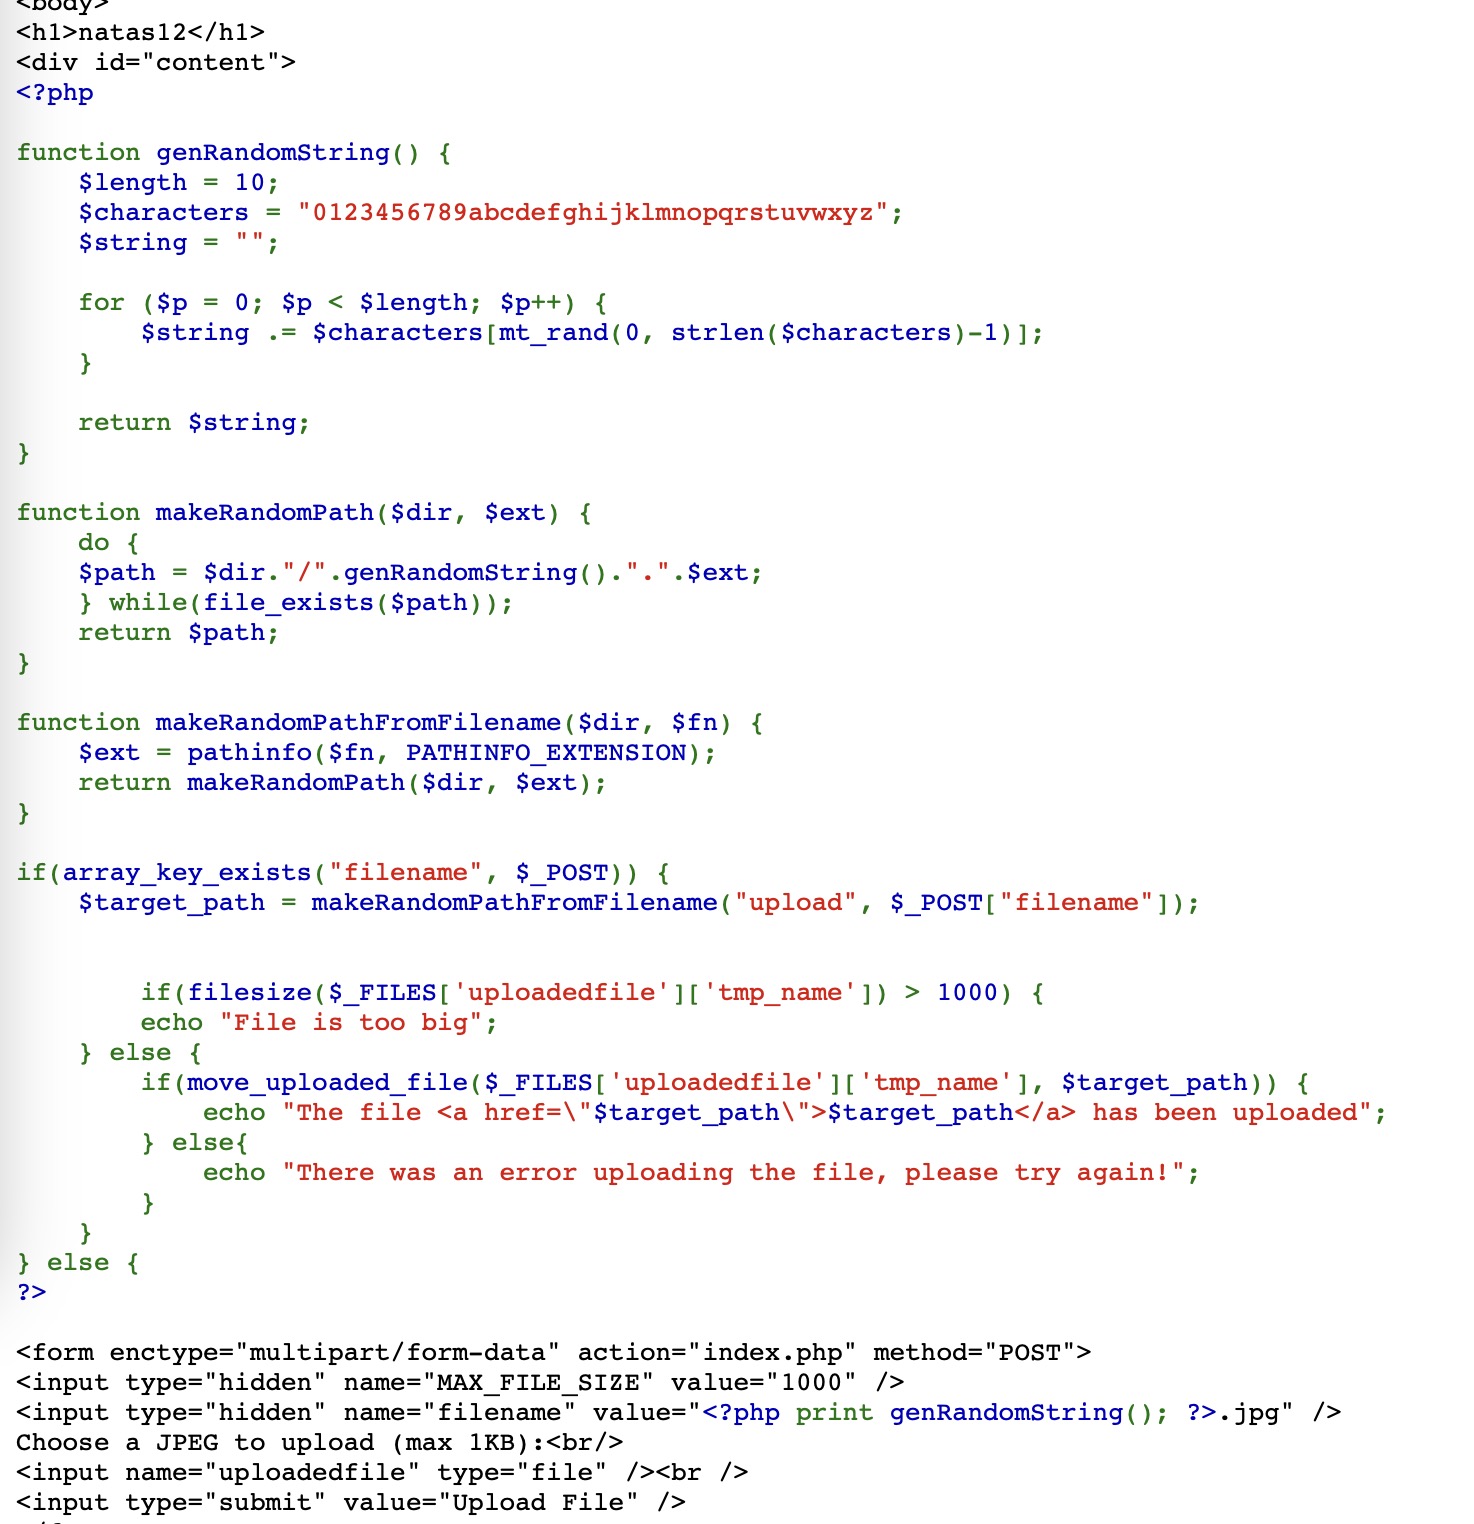 <body>
<h1>natas12</h1>
<div id="content">
<?php
function genRandomString() {
    $length = 10;
    $characters = "0123456789abcdefghijklmnopqrstuvwxyz";
    $string = "";
    for ($p = 0; $p < $length; $p++) {
        $string .= $characters[mt_rand(0, strlen($characters)-1)];
    }
    return $string;
}
function makeRandomPath($dir, $ext) {
    do {
    $path = $dir."/".genRandomString().".".$ext;
    } while(file_exists($path));
    return $path;
}
function makeRandomPathFromFilename($dir, $fn) {
    $ext = pathinfo($fn, PATHINFO_EXTENSION);
    return makeRandomPath($dir, $ext);
}
if(array_key_exists("filename", $_POST)) {
    $target_path = makeRandomPathFromFilename("upload", $_POST["filename"]);
        if(filesize($_FILES['uploadedfile']['tmp_name']) > 1000) {
        echo "File is too big";
    } else {
        if(move_uploaded_file($_FILES['uploadedfile']['tmp_name'], $target_path)) {
            echo "The file <a href=\"$target_path\">$target_path</a> has been uploaded";
        } else{
            echo "There was an error uploading the file, please try again!";
        }
    }
} else {
?>
<form enctype="multipart/form-data" action="index.php" method="POST">
<input type="hidden" name="MAX_FILE_SIZE" value="1000" />
<input type="hidden" name="filename" value="<?php print genRandomString(); ?>.jpg" />
Choose a JPEG to upload (max 1KB):<br/>
<input name="uploadedfile" type="file" /><br />
<input type="submit" value="Upload File" />